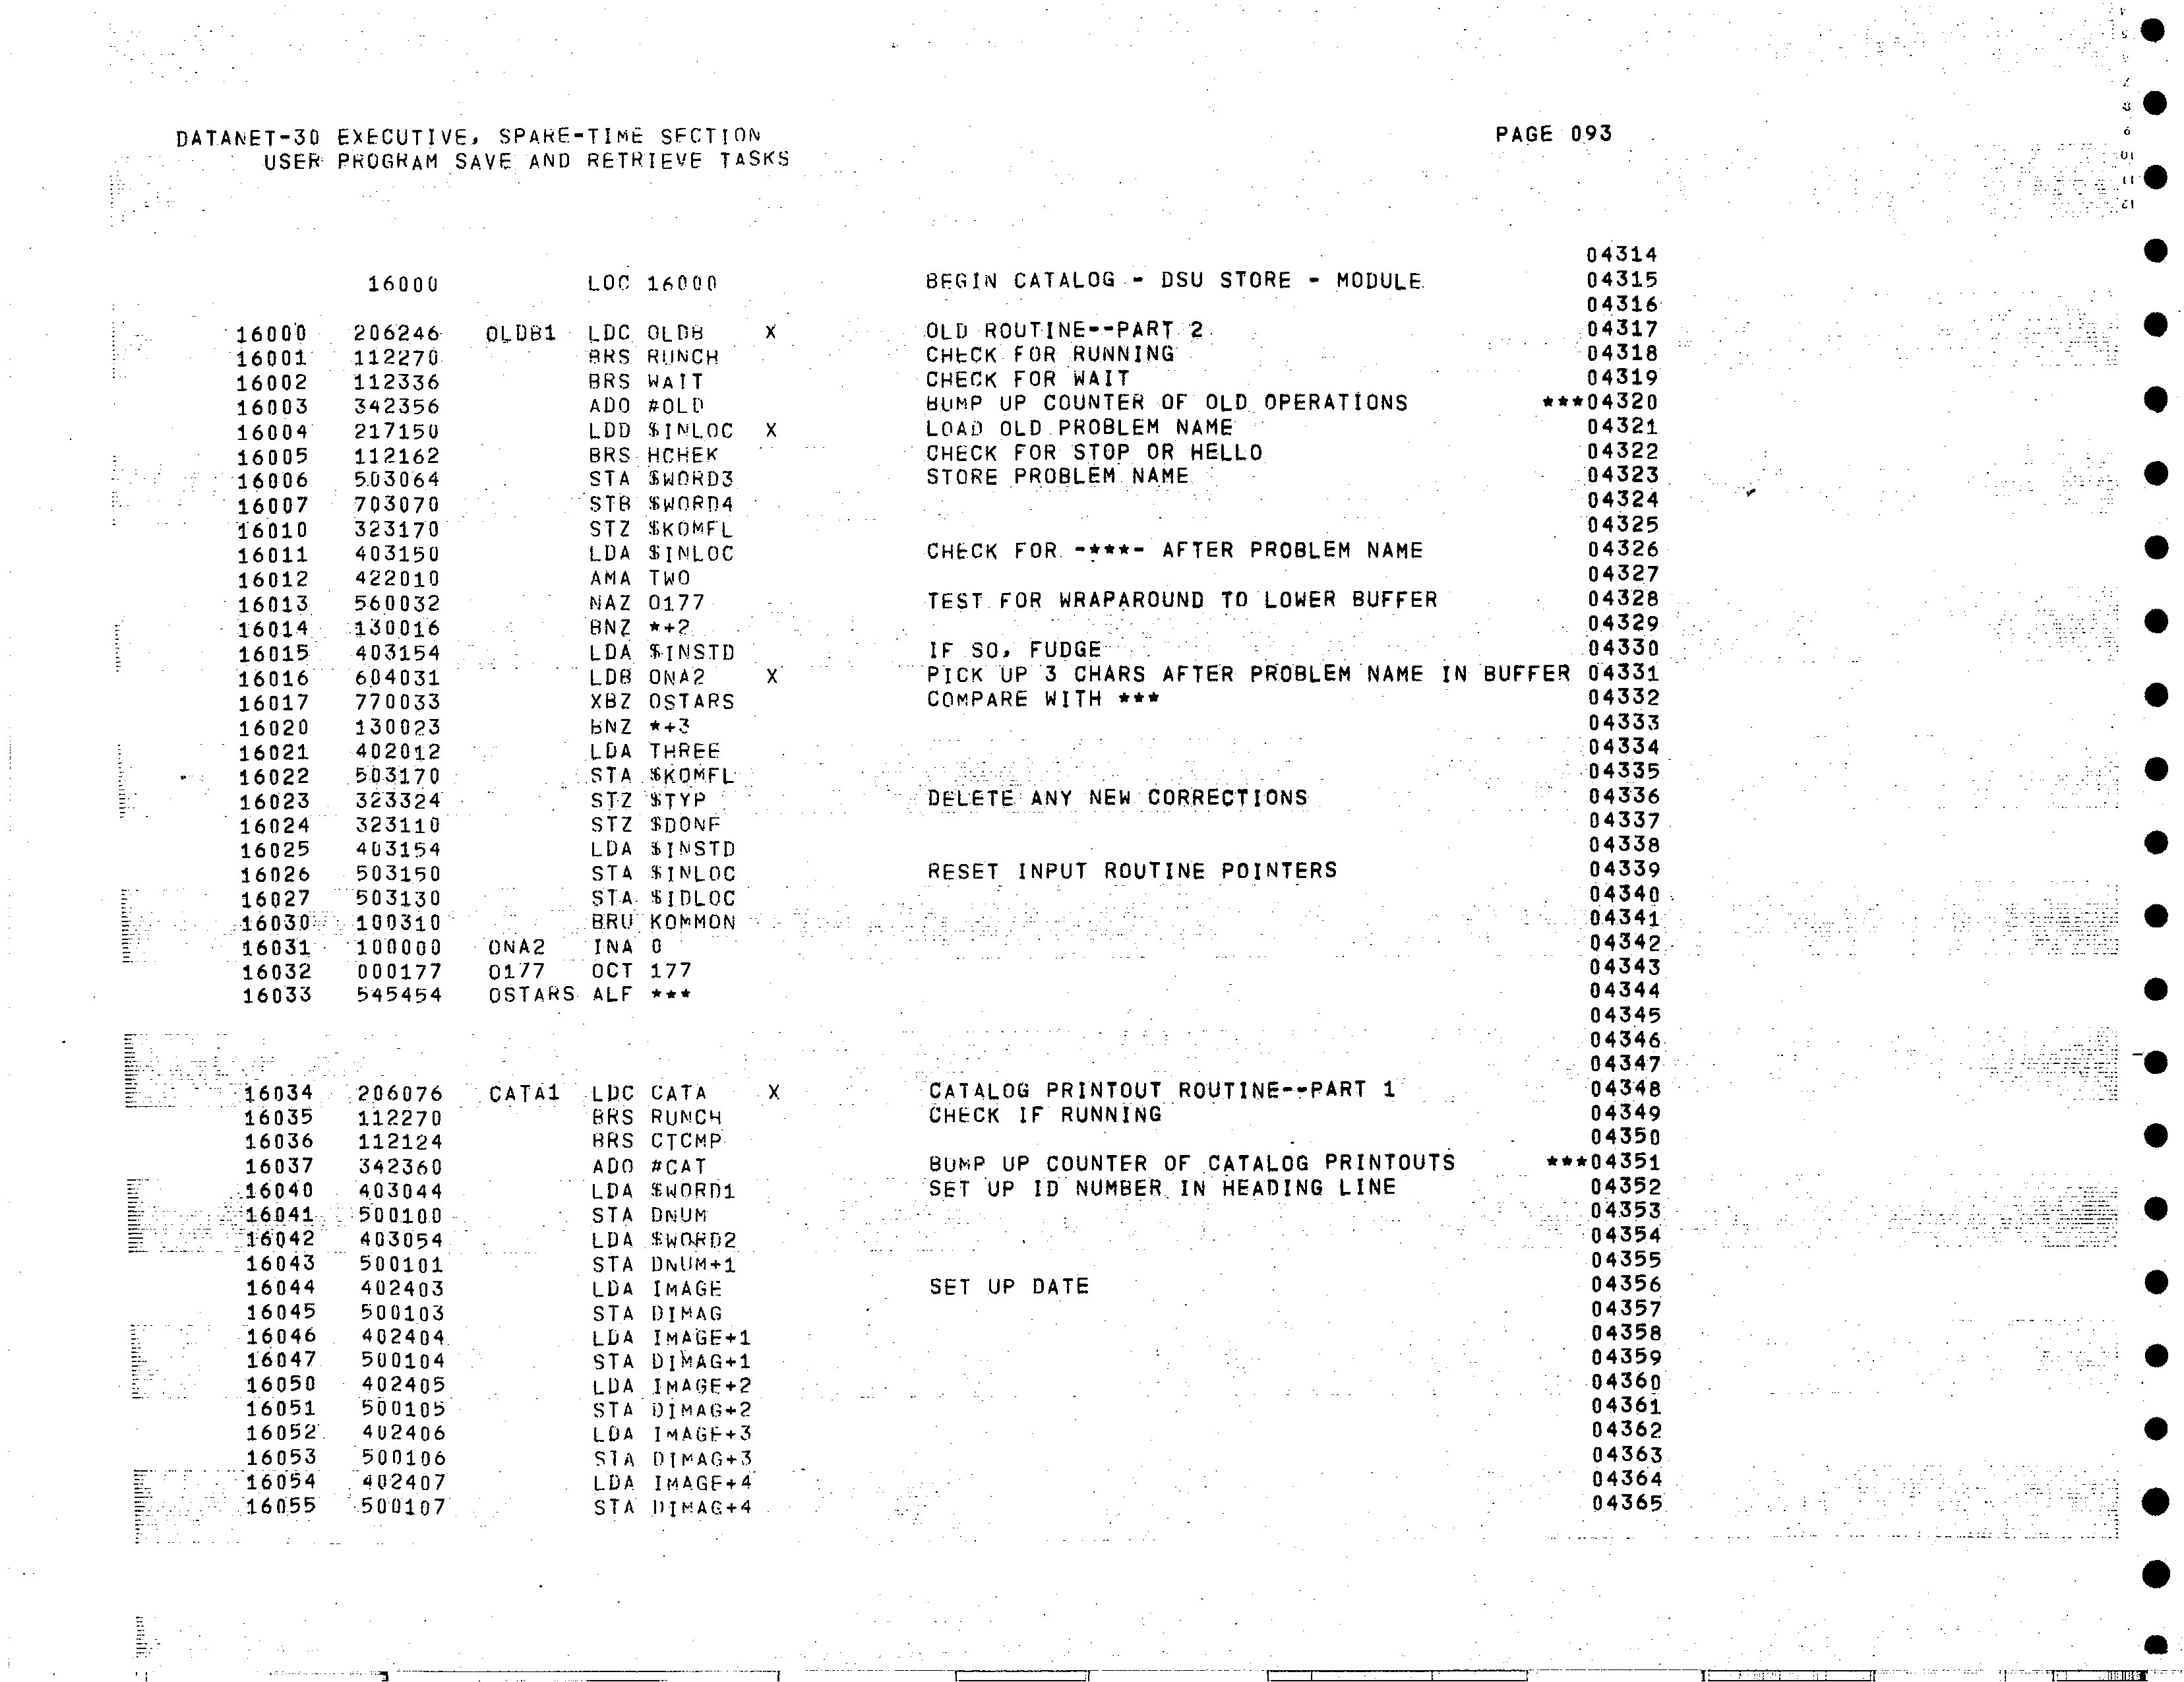 DATANET-30 EXECUTIVE, SPARE-TIME SECTION PAGE 093
USER PROGRAM SAVE AND RETRIEVE TASKS
04314
16000 LOC 16000 BEGIN CATALOG - DSU STORE - MODULE 04315
04316
16000 206246 OLDB1 LDC OLDB X OLD ROUTINE--PART 2 04317
16001 112270 BRS RUNCH CHECK FOR RUNNING 04318
16002 112336 BRS WAIT CHECK FOR WAIT 04319
16003 342356 ADO #OLD BUMP UP COUNTER OF OLD OPERATIONS ***04320
16004 217150 LDD $INLOC X LOAD OLD PROBLEM NAME 04321
16005 112162 BRS HCHEK CHECK FOR STOP OR HELLO 04322
16006 503064 STA $WORD3 STORE PROBLEM NAME 04323
16007 703070 STB $WORD4 04324
16010 323170 STZ $KOMFL 04325
16011 403150 LDA $INLOC CHECK FOR -***- AFTER PROBLEM NAME 04326
16012 422010 AMA TWO 04327
16013 560032 NAZ O177 TEST FOR WRAPAROUND TO LOWER BUFFER 04328
16014 130016 BNZ *+2 04329
16015 403154 LDA $INSTD IF SO, FUDGE 04330
16016 604031 LDB ONA2 X PICK UP 3 CHARS AFTER PROBLEM NAME IN BUFFER 04331
16017 770033 XBZ OSTARS COMPARE WITH *** 04332
16020 130023 BNZ *+3 04333
16021 402012 LDA THREE 04334
16022 503170 STA $KOMFL 04335
16023 323324 STZ $TYP DELETE ANY NEW CORRECTIONS 04336
16024 323110 STZ $DONE 04337
16025 403154 LDA $INSTD 04338
16026 503150 STA $INLOC RESET INPUT ROUTINE POINTERS 04339
16027 503130 STA $IDLOC 04340
16030 100310 BRU KOMMON 04341
16031 100000 ONA2 INA 0 04342
16032 000177 O177 OCT 177 04343
16033 545454 OSTARS ALF *** 04344
04345
04346
04347
16034 206076 CATA1 LDC CATA X CATALOG PRINTOUT ROUTINE--PART 1 04348
16035 112270 BRS RUNCH CHECK IF RUNNING 04349
16036 112124 BRS CTCMP 04350
16037 342360 ADO #CAT BUMP UP COUNTER OF CATALOG PRINTOUTS ***04351
16040 403044 LDA $WORD1 SET UP ID NUMBER IN HEADING LINE 04352
16041 500100 STA DNUM 04353
16042 403054 LDA $WORD2 04354
16043 500101 STA DNUM+1 04355
16044 402403 LDA IMAGE SET UP DATE 04356
16045 500103 STA DIMAG 04357
16046 402404 LDA IMAGE+1 04358
16047 500104 STA DIMAG+1 04359
16050 402405 LDA IMAGE+2 04360
16051 500105 STA DIMAG+2 04361
16052 402406 LDA IMAGE+3 04362
16053 500106 STA DIMAG+3 04363
16054 402407 LDA IMAGE+4 04364
16055 500107 STA DIMAG+4 04365